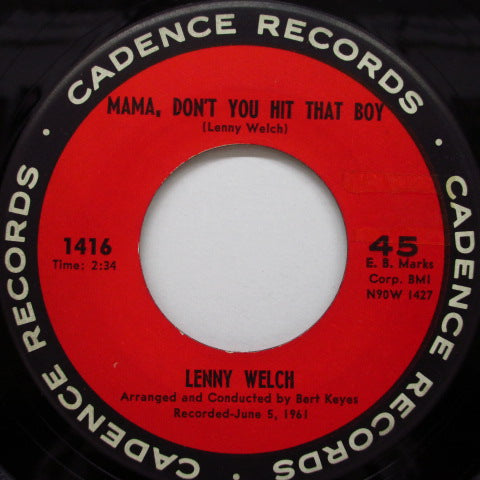 CADENCE RECORDS · CADENCE RECORDS · CADENCE RECORDS ·
MAMA, DON'T YOU HIT THAT BOY
(Lenny Welch)
1416
Time: 2:34
45
E. B. Marks
Corp. BMI
N90W 1427
LENNY WELCH
Arranged and Conducted by Bert Keyes
Recorded-June 5, 1961